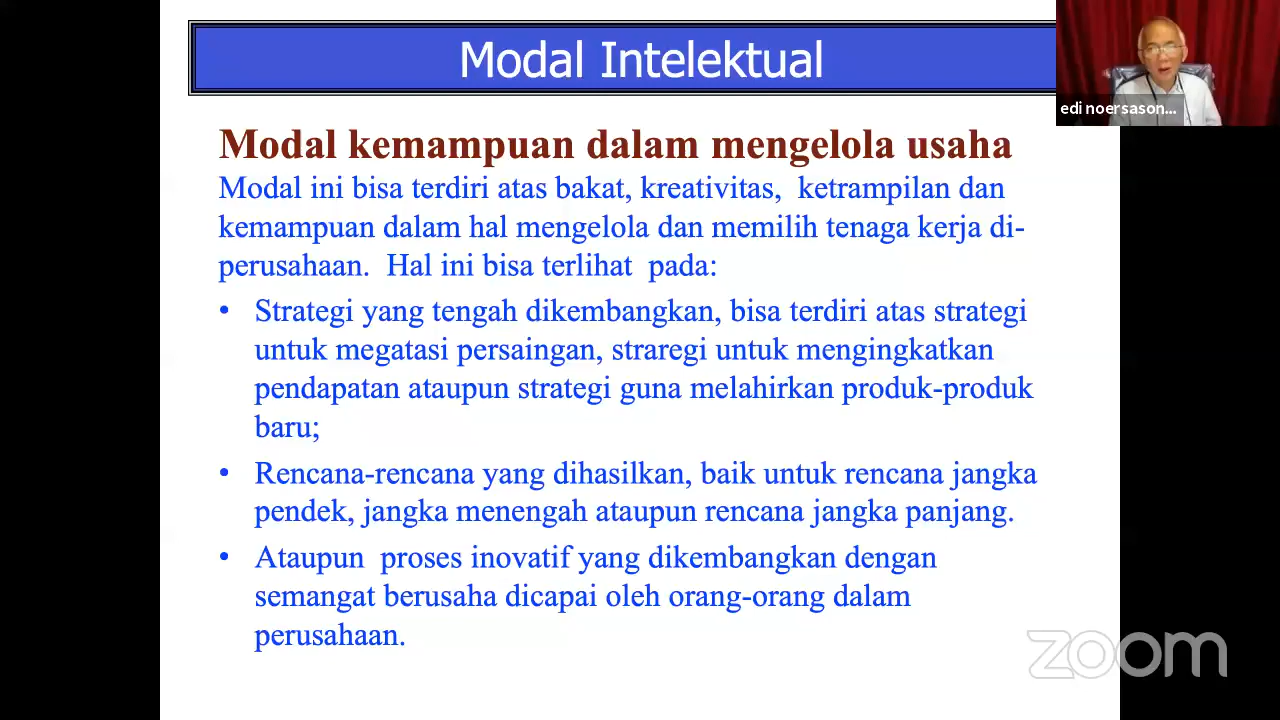 Modal Intelektual
edi noersason...
Modal kemampuan dalam mengelola usaha
Modal ini bisa terdiri atas bakat, kreativitas, ketrampilan dan
kemampuan dalam hal mengelola dan memilih tenaga kerja di-
perusahaan. Hal ini bisa terlihat pada:
• Strategi yang tengah dikembangkan, bisa terdiri atas strategi
untuk megatasi persaingan, straregi untuk mengingkatkan
pendapatan ataupun strategi guna melahirkan produk-produk
baru;
• Rencana-rencana yang dihasilkan, baik untuk rencana jangka
pendek, jangka menengah ataupun rencana jangka panjang.
• Ataupun proses inovatif yang dikembangkan dengan
semangat berusaha dicapai oleh orang-orang dalam
perusahaan.
zoom